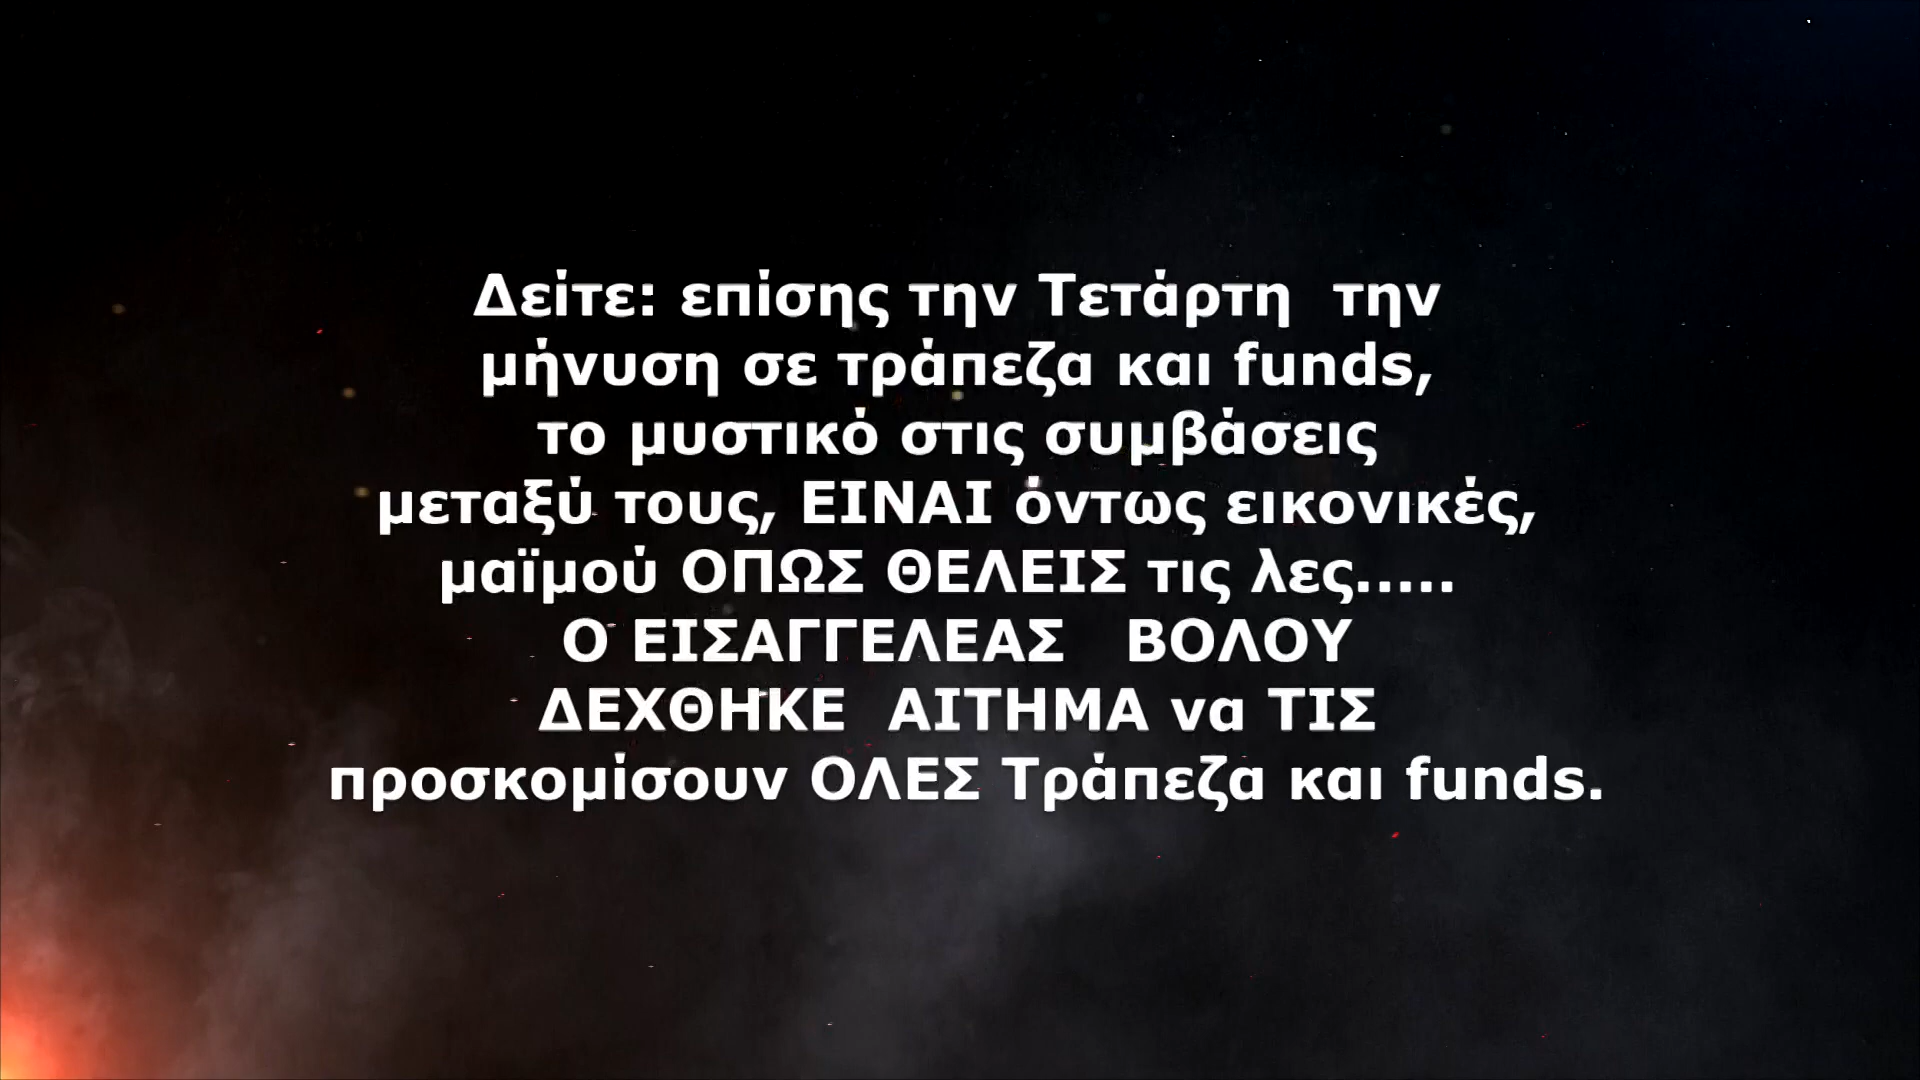 Δείτε: επίσης την Τετάρτη  την
μήνυση σε τράπεζα και funds,
το μυστικό στις συμβάσεις
μεταξύ τους, ΕΙΝΑΙ όντως εικονικές,
μαϊμού ΟΠΩΣ ΘΕΛΕΙΣ τις λες.....
Ο ΕΙΣΑΓΓΕΛΕΑΣ   ΒΟΛΟΥ
ΔΕΧΘΗΚΕ  ΑΙΤΗΜΑ να ΤΙΣ
προσκομίσουν ΟΛΕΣ Τράπεζα και funds.